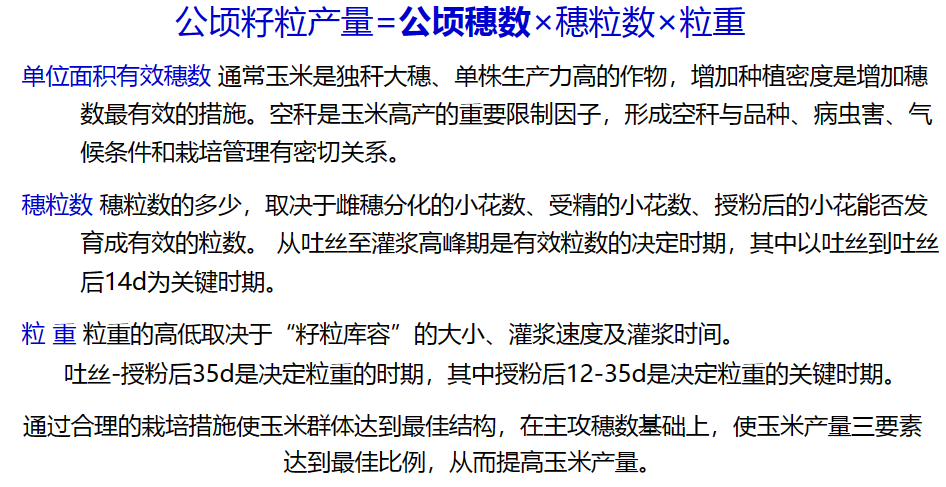 公顷籽粒产量=公顷穗数×穗粒数×粒重
单位面积有效穗数 通常玉米是独秆大穗、单株生产力高的作物，增加种植密度是增加穗
数最有效的措施。空秆是玉米高产的重要限制因子，形成空秆与品种、病虫害、气
候条件和栽培管理有密切关系。
穗粒数 穗粒数的多少，取决于雌穗分化的小花数、受精的小花数、授粉后的小花能否发
育成有效的粒数。 从吐丝至灌浆高峰期是有效粒数的决定时期，其中以吐丝到吐丝
后14d为关键时期。
粒 重 粒重的高低取决于“籽粒库容”的大小、灌浆速度及灌浆时间。
吐丝-授粉后35d是决定粒重的时期，其中授粉后12-35d是决定粒重的关键时期。
通过合理的栽培措施使玉米群体达到最佳结构，在主攻穗数基础上，使玉米产量三要素
达到最佳比例，从而提高玉米产量。